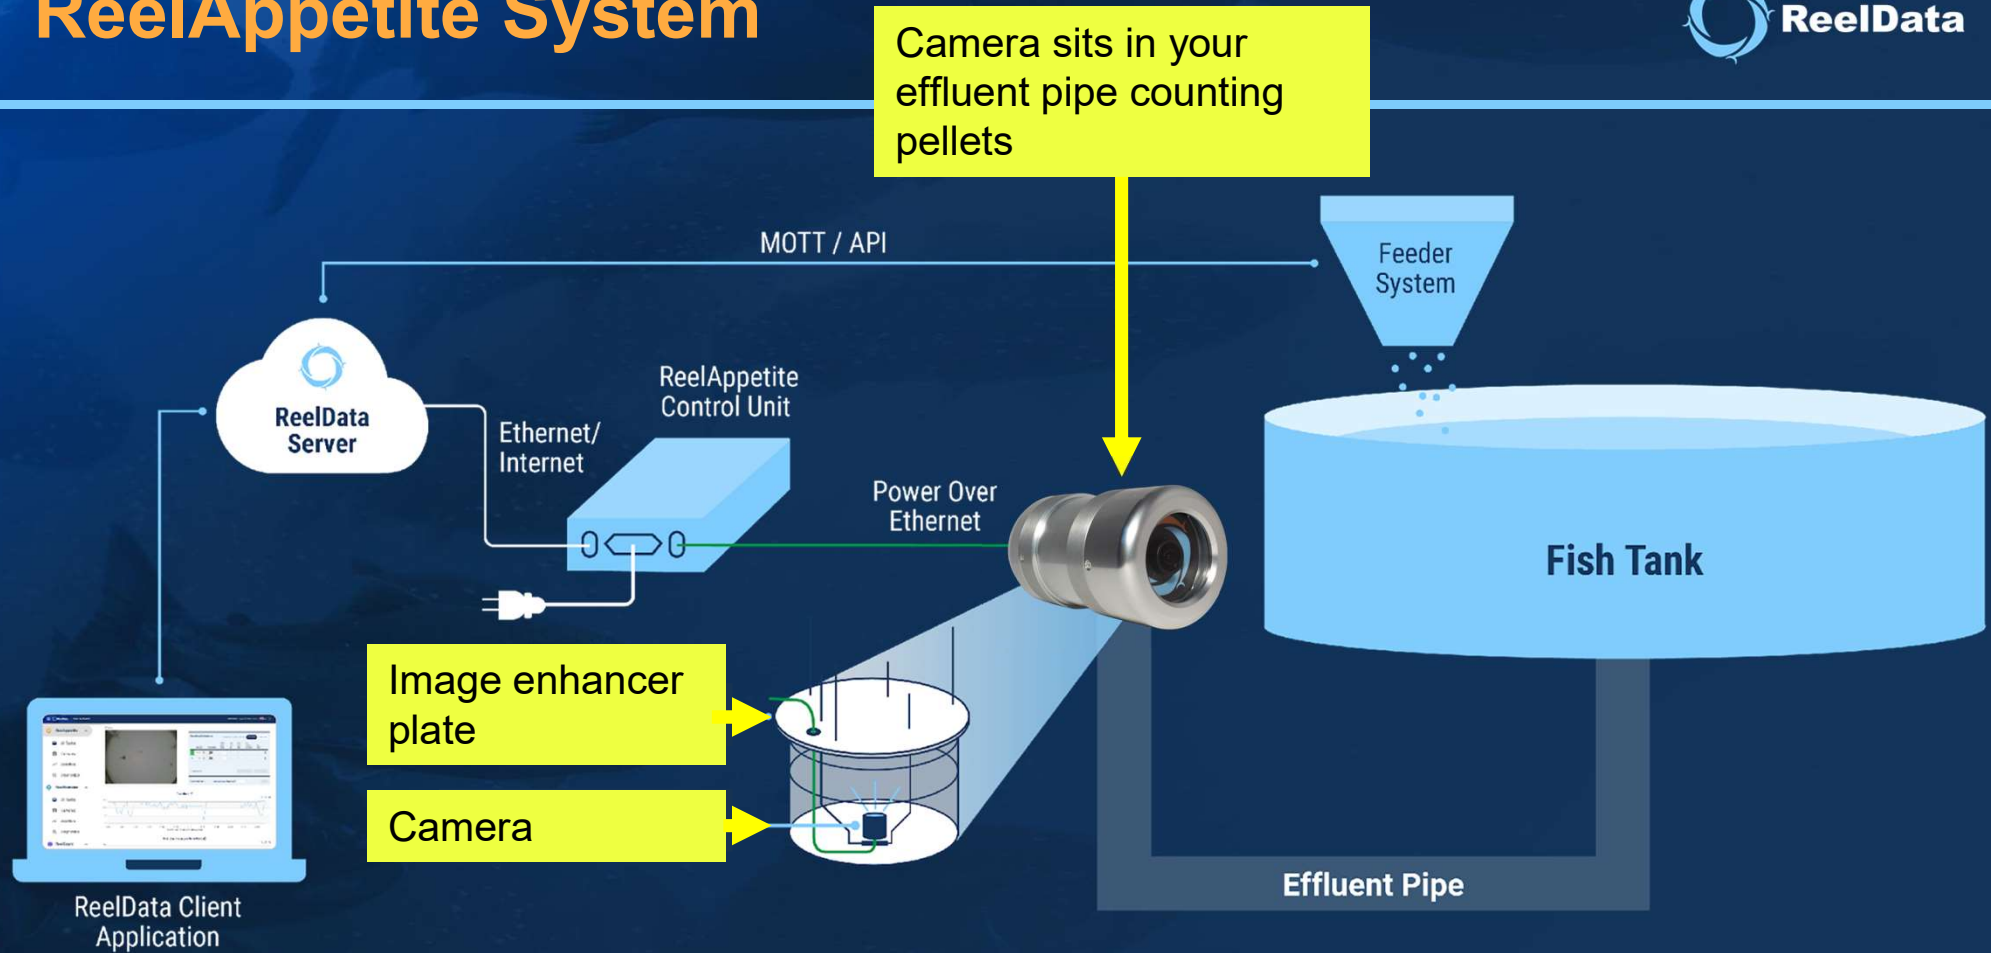 ReelAppetite System
ReelData
Camera sits in your
effluent pipe counting
pellets
MOTT / API
Feeder
System
ReelData
Server
Ethernet/
Internet
ReelAppetite
Control Unit
Power Over
Ethernet
Fish Tank
Image enhancer
plate
Camera
Effluent Pipe
ReelData Client
Application